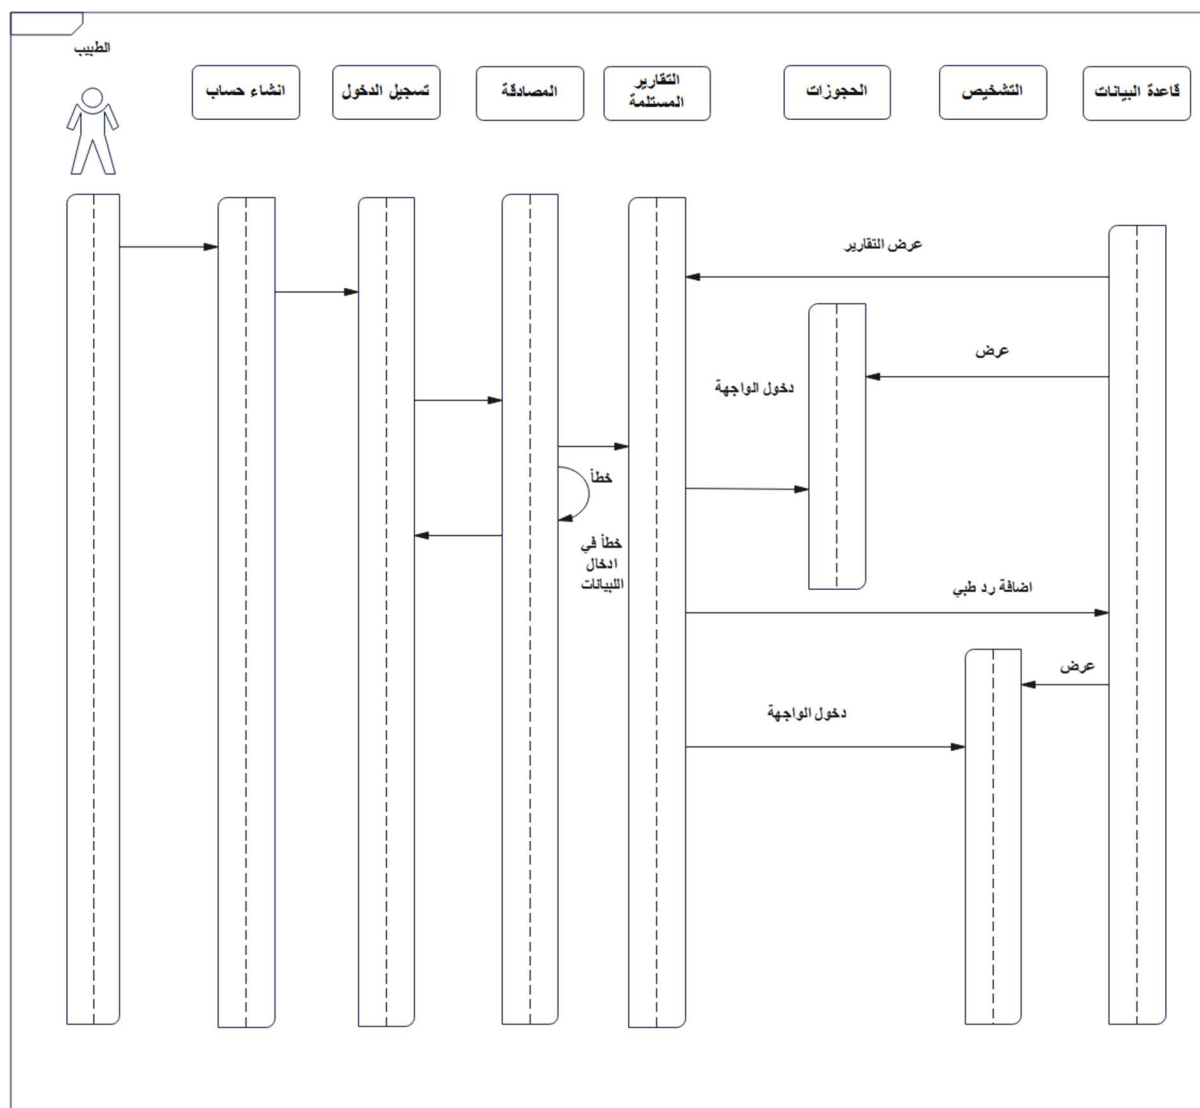 الطبيب
انشاء حساب
تسجيل الدخول
المصادقة
التقارير
المستلمة
الحجوزات
التشخيص
قاعدة البيانات
عرض التقارير
عرض
دخول الواجهة
خطأ
خطأ في
ادخال
اللبيانات
اضافة رد طبي
عرض
دخول الواجهة